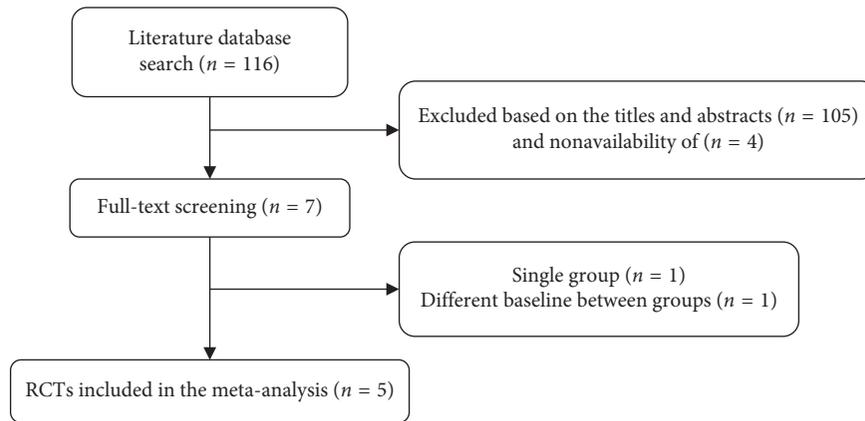 Literature database
search (n = 116)
Excluded based on the titles and abstracts (n = 105)
and nonavailability of (n = 4)
Full-text screening (n = 7)
Single group (n = 1)
Different baseline between groups (n = 1)
RCTs included in the meta-analysis (n = 5)